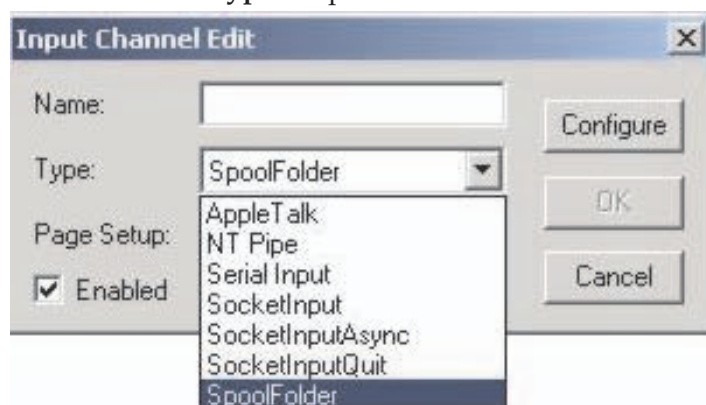 Input Channel Edit
Name:
Configure
Type:
SpoolFolder
OK
AppleTalk
NT Pipe
Page Setup:
Serial Input
Enabled
Cancel
SocketInput
SocketInputAsync
SocketInputQuit
SpoolFolder